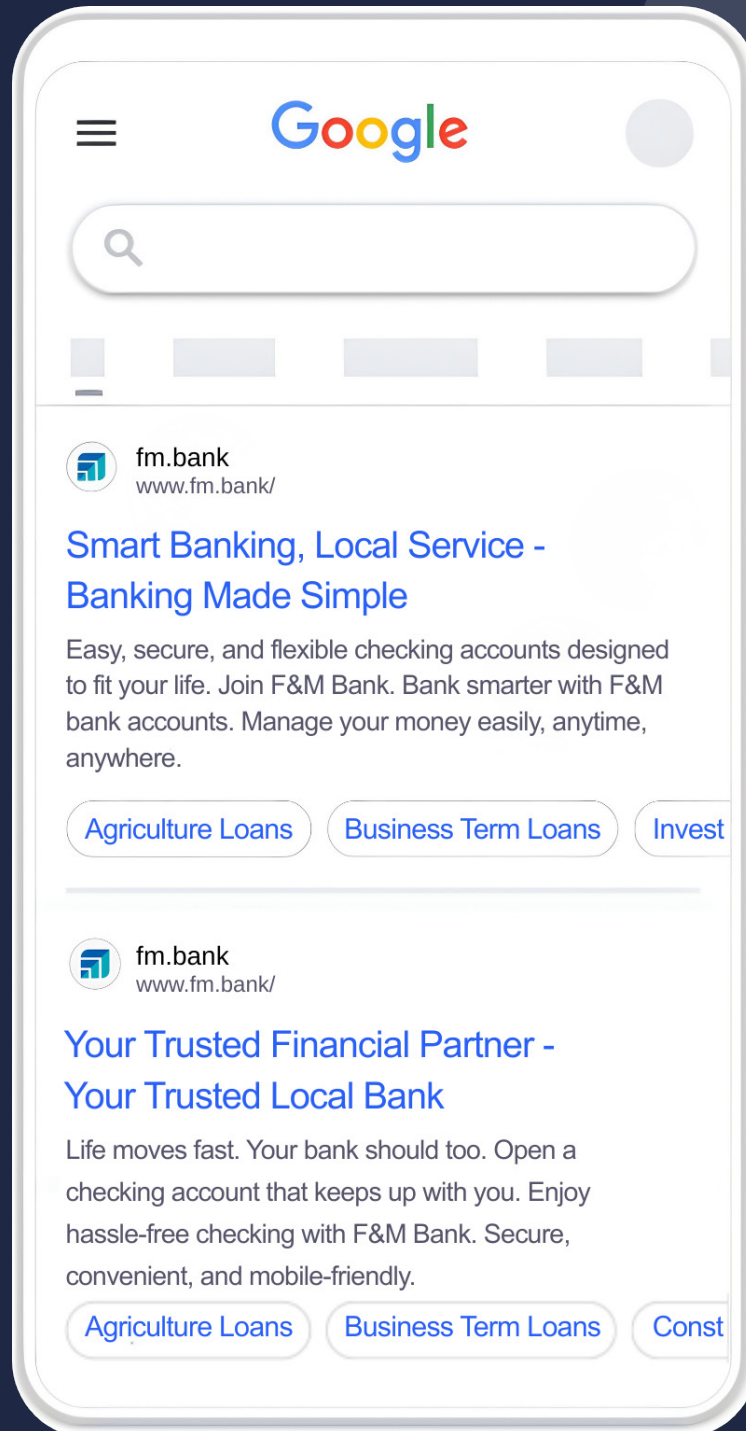 Google
fm.bank
www.fm.bank/
Smart Banking, Local Service -
Banking Made Simple
Easy, secure, and flexible checking accounts designed
to fit your life. Join F&M Bank. Bank smarter with F&M
bank accounts. Manage your money easily, anytime,
anywhere.
Agriculture Loans Business Term Loans Invest
fm.bank
www.fm.bank/
Your Trusted Financial Partner -
Your Trusted Local Bank
Life moves fast. Your bank should too. Open a
checking account that keeps up with you. Enjoy
hassle-free checking with F&M Bank. Secure,
convenient, and mobile-friendly.
Agriculture Loans Business Term Loans Const